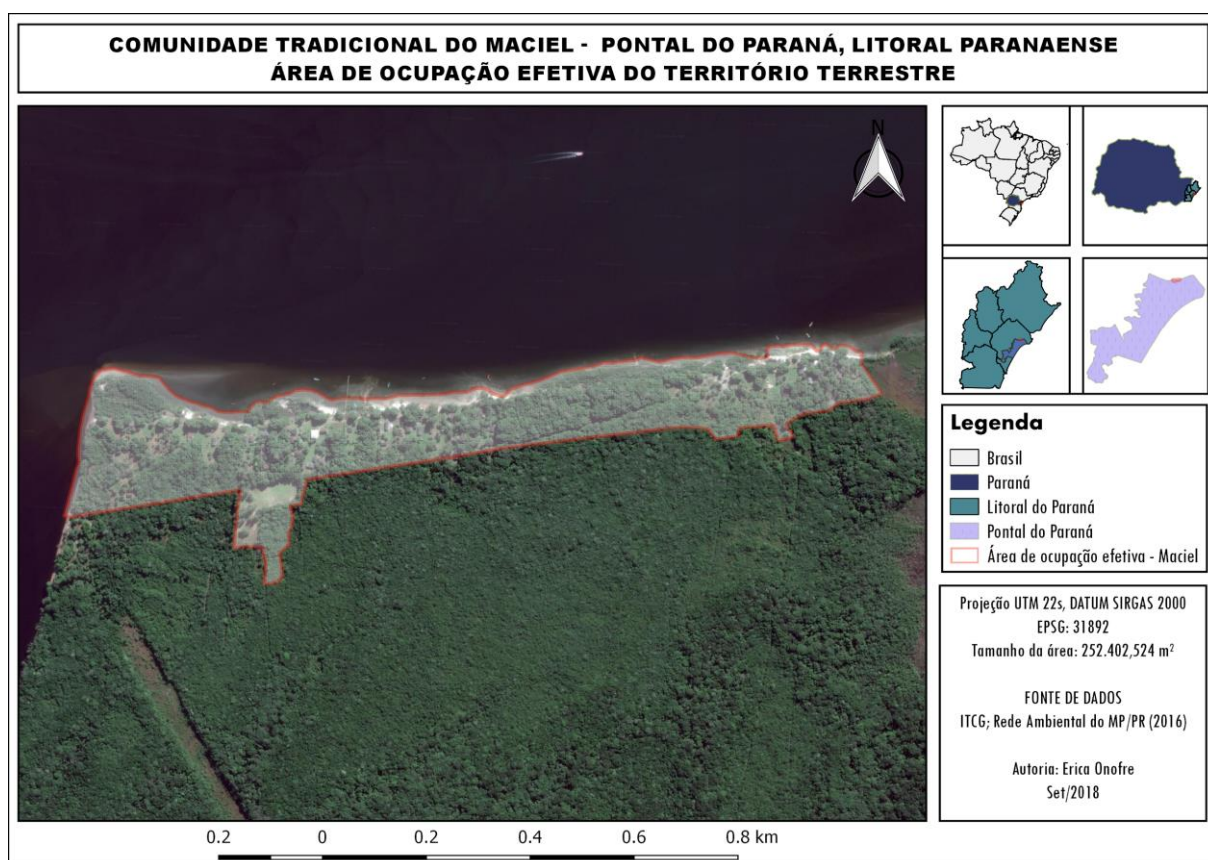 COMUNIDADE TRADICIONAL DO MACIEL - PONTAL DO PARANÁ, LITORAL PARANAENSE
ÁREA DE OCUPAÇÃO EFETIVA DO TERRITÓRIO TERRESTRE
N
Legenda
Brasil
Paraná
Litoral do Paraná
Pontal do Paraná
Área de ocupação efetiva - Maciel
Projeção UTM 22s, DATUM SIRGAS 2000
EPSG: 31892
Tamanho da área: 252.402,524 m²
FONTE DE DADOS
ITCG; Rede Ambiental do MP/PR (2016)
Autoria: Erica Onofre
Set/2018
0.2 0 0.2 0.4 0.6 0.8 km